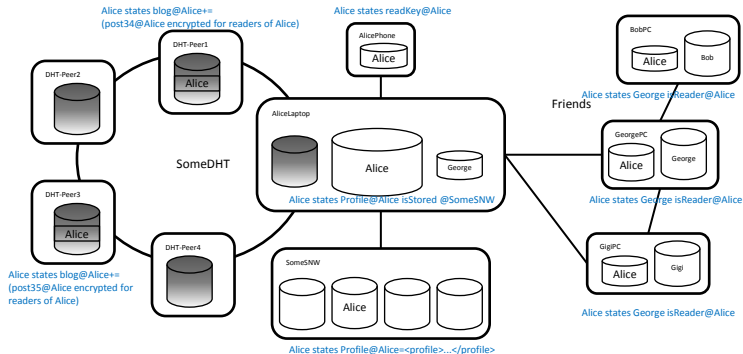 Alice states blog@Alice+=
(post34@Alice encrypted for
readers of Alice)
DHT-Peer1
Alice
DHT-Peer2
SomeDHT
DHT-Peer3
Alice
DHT-Peer4
Alice states blog@Alice+=
(post35@Alice encrypted for
readers of Alice)
Alice states readKey@Alice
AlicePhone
Alice
AliceLaptop
Alice
George
Alice states Profile@Alice isStored @SomeSNW
SomeSNW
Alice
Alice states Profile@Alice=<profile>...</profile>
Friends
BobPC
Alice
Bob
Alice states George isReader@Alice
GeorgePC
Alice
George
Alice states George isReader@Alice
GigiPC
Alice
Gigi
Alice states George isReader@Alice